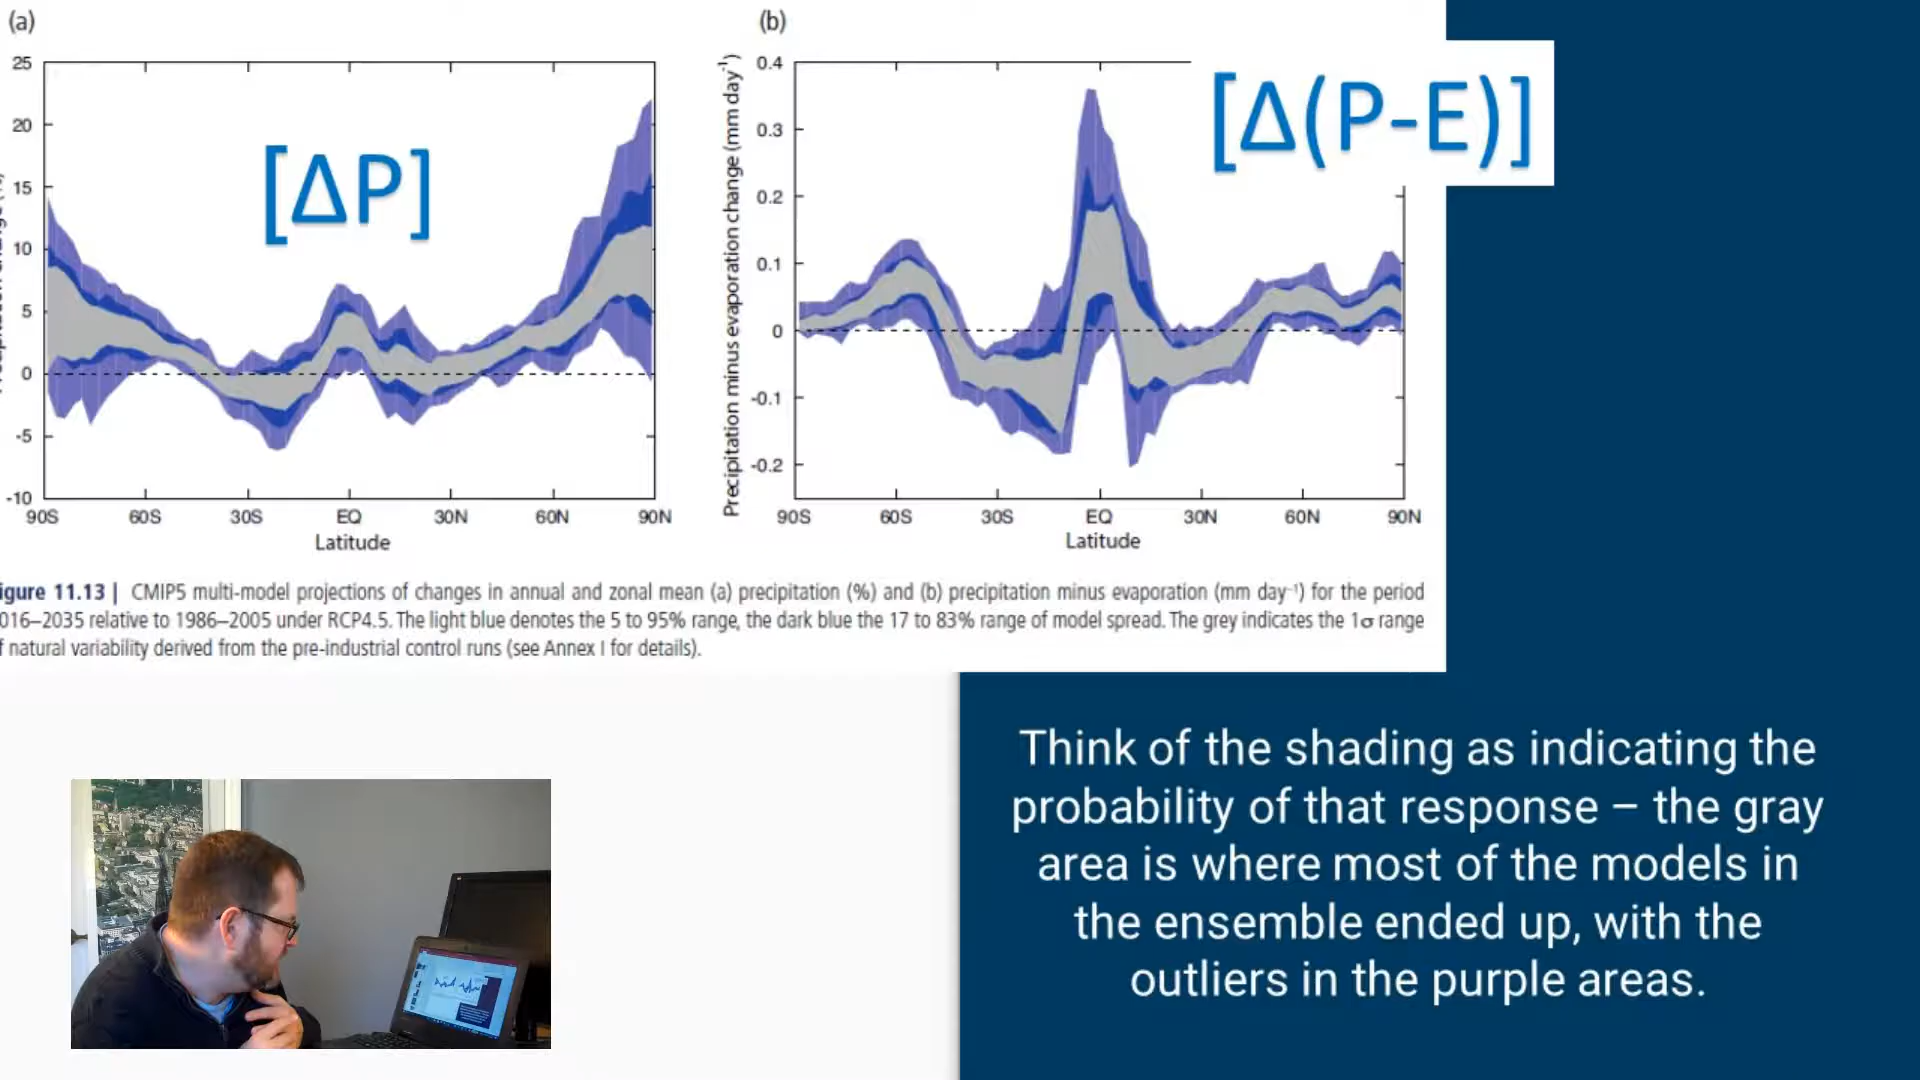 (a)
(b)
25
20
15
10
5
0
-5
-10
[ΔP]
90S 60S 30S EQ 30N 60N 90N
Latitude
Precipitation minus evaporation change (mm day-1)
0.4
0.3
0.2
0.1
0
-0.1
-0.2
[Δ(P-E)]
90S 60S 30S EQ 30N 60N 90N
Latitude
igure 11.13 | CMIP5 multi-model projections of changes in annual and zonal mean (a) precipitation (%) and (b) precipitation minus evaporation (mm day–1) for the period
016–2035 relative to 1986–2005 under RCP4.5. The light blue denotes the 5 to 95% range, the dark blue the 17 to 83% range of model spread. The grey indicates the 1σ range
f natural variability derived from the pre-industrial control runs (see Annex I for details).
Think of the shading as indicating the
probability of that response – the gray
area is where most of the models in
the ensemble ended up, with the
outliers in the purple areas.